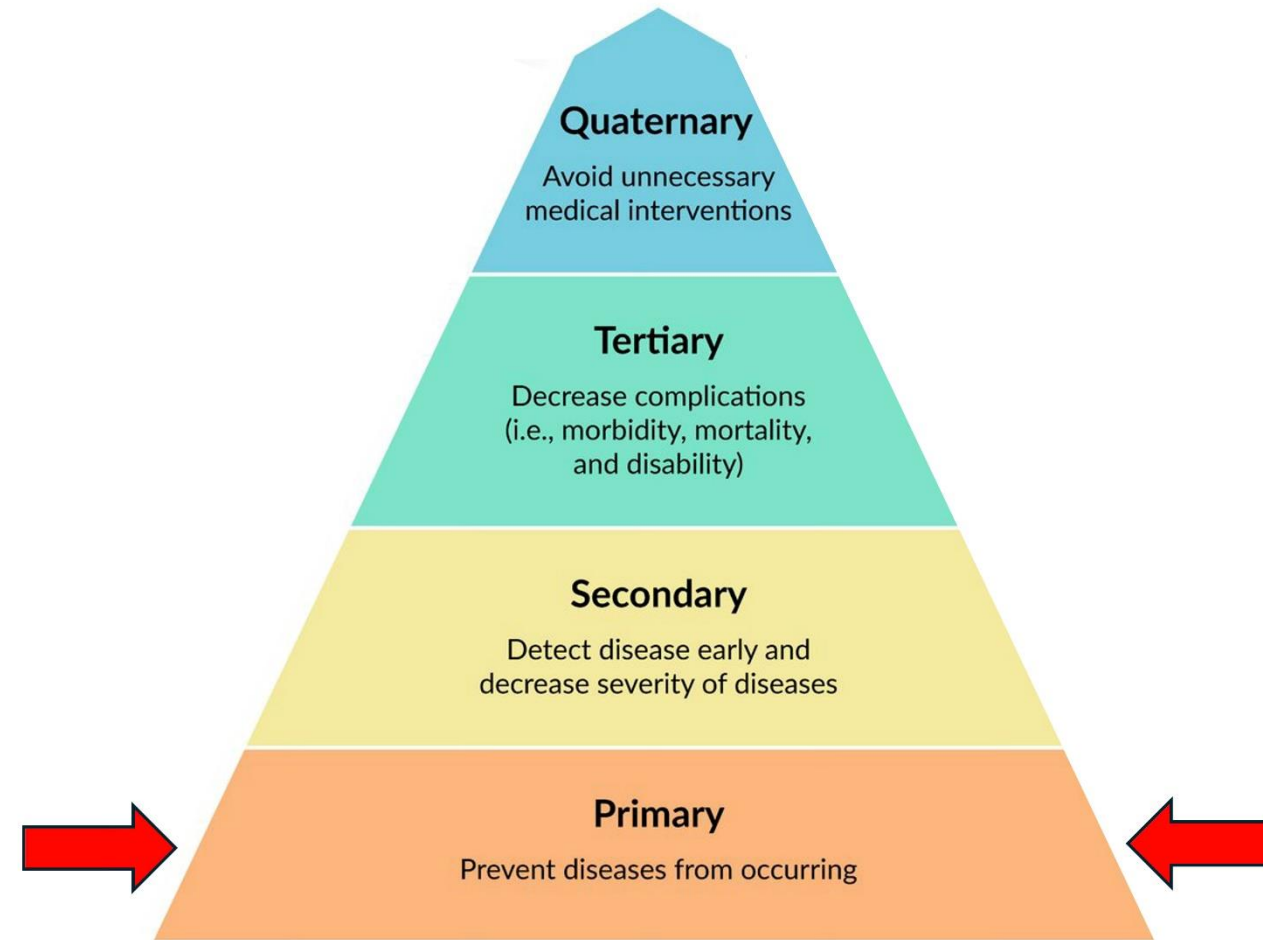 Quaternary
Avoid unnecessary
medical interventions
Tertiary
Decrease complications
(i.e., morbidity, mortality,
and disability)
Secondary
Detect disease early and
decrease severity of diseases
Primary
Prevent diseases from occurring